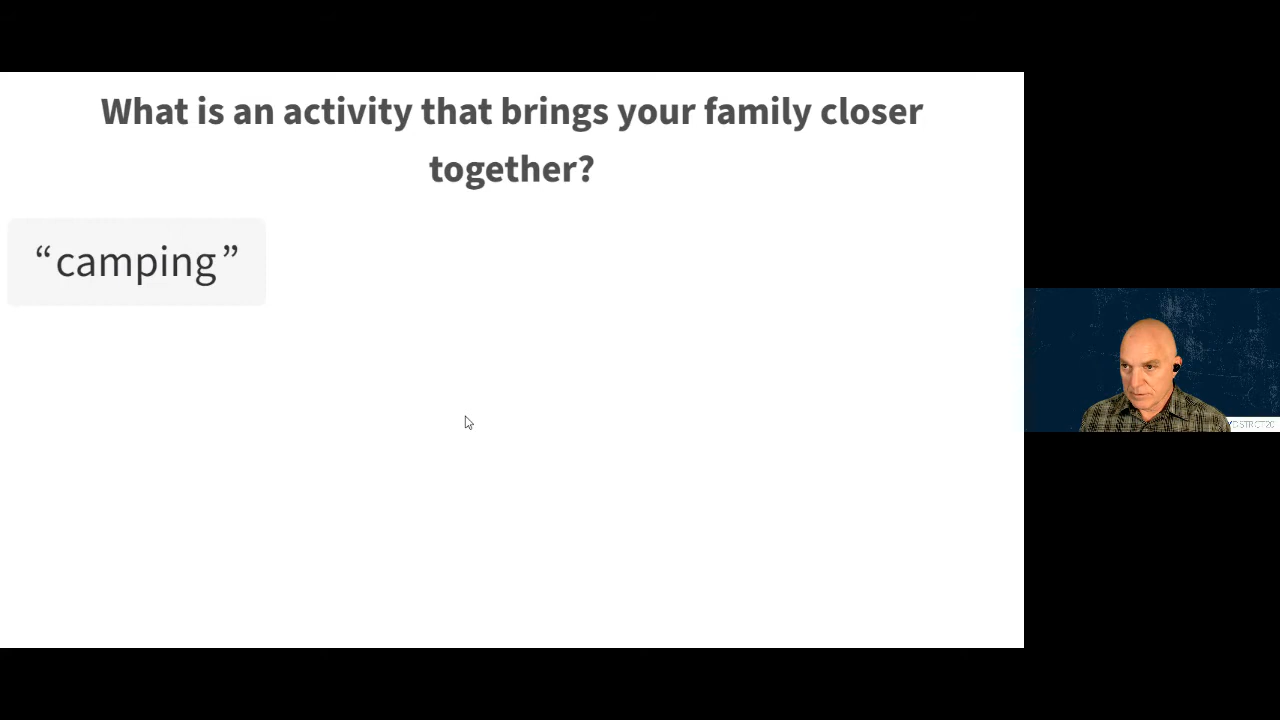 What is an activity that brings your family closer
together?
“camping”